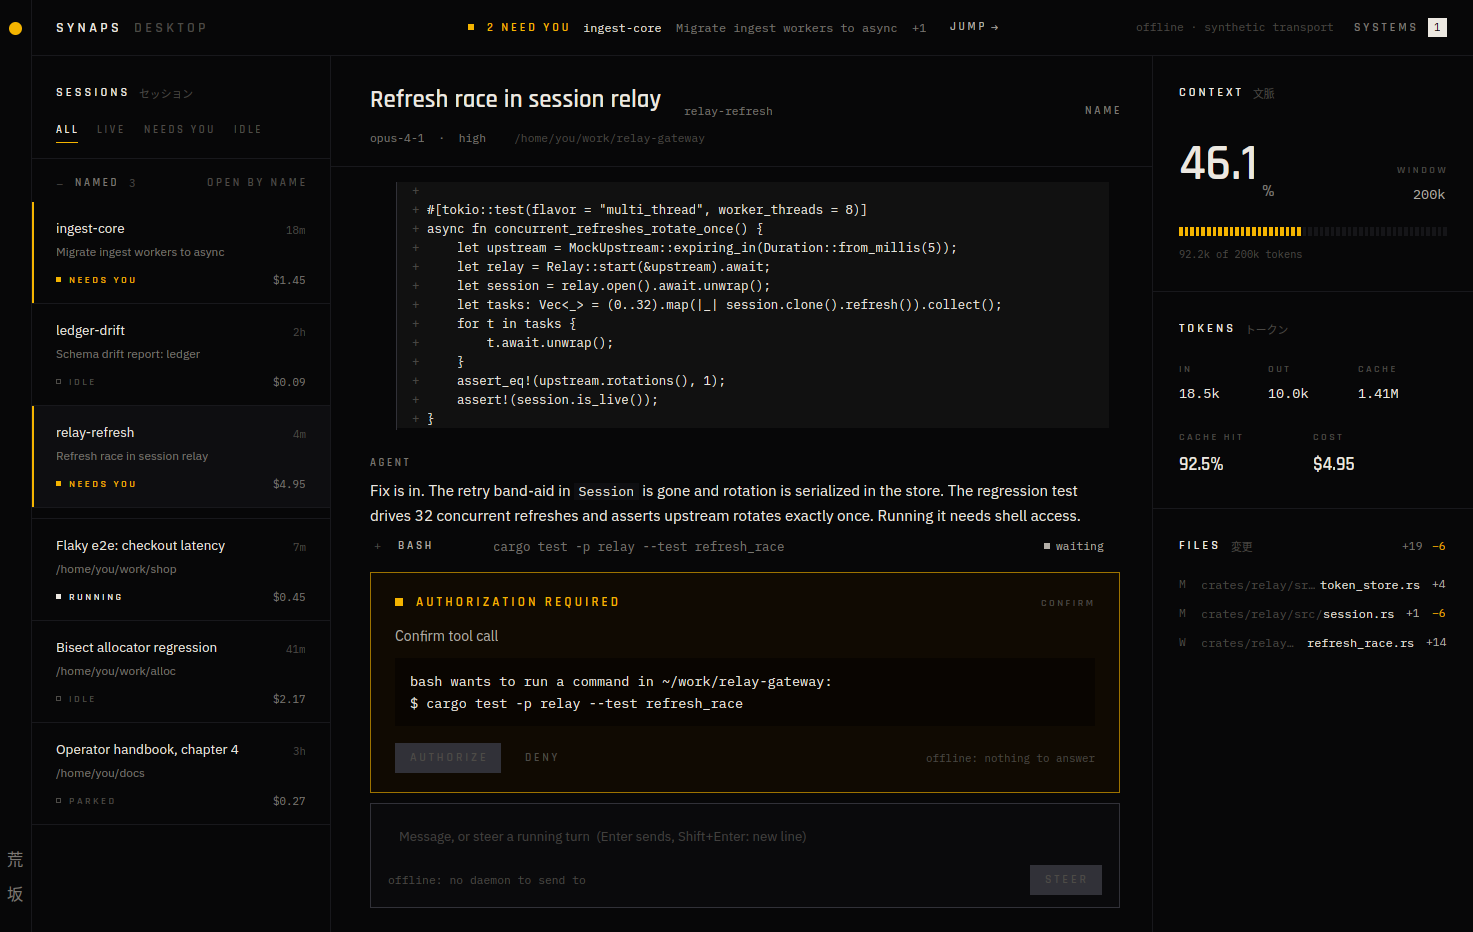 SYNAPS DESKTOP
2 NEED YOU ingest-core Migrate ingest workers to async +1 JUMP →
offline · synthetic transport SYSTEMS 1
SESSIONS セッション
ALL LIVE NEEDS YOU IDLE
– NAMED 3 OPEN BY NAME
ingest-core 18m
Migrate ingest workers to async
NEEDS YOU $1.45
ledger-drift 2h
Schema drift report: ledger
IDLE $0.09
relay-refresh 4m
Refresh race in session relay
NEEDS YOU $4.95
Flaky e2e: checkout latency 7m
/home/you/work/shop
RUNNING $0.45
Bisect allocator regression 41m
/home/you/work/alloc
IDLE $2.17
Operator handbook, chapter 4 3h
/home/you/docs
PARKED $0.27
荒
坂
Refresh race in session relay relay-refresh NAME
opus-4-1 · high /home/you/work/relay-gateway
+
+ #[tokio::test(flavor = "multi_thread", worker_threads = 8)]
+ async fn concurrent_refreshes_rotate_once() {
+     let upstream = MockUpstream::expiring_in(Duration::from_millis(5));
+     let relay = Relay::start(&upstream).await;
+     let session = relay.open().await.unwrap();
+     let tasks: Vec<_> = (0..32).map(|_| session.clone().refresh()).collect();
+     for t in tasks {
+         t.await.unwrap();
+     }
+     assert_eq!(upstream.rotations(), 1);
+     assert!(session.is_live());
+ }
AGENT
Fix is in. The retry band-aid in Session is gone and rotation is serialized in the store. The regression test
drives 32 concurrent refreshes and asserts upstream rotates exactly once. Running it needs shell access.
+ BASH cargo test -p relay --test refresh_race waiting
AUTHORIZATION REQUIRED CONFIRM
Confirm tool call
bash wants to run a command in ~/work/relay-gateway:
$ cargo test -p relay --test refresh_race
AUTHORIZE DENY offline: nothing to answer
Message, or steer a running turn (Enter sends, Shift+Enter: new line)
offline: no daemon to send to STEER
CONTEXT 文脈
46.1 % WINDOW
200k
92.2k of 200k tokens
TOKENS トークン
IN OUT CACHE
18.5k 10.0k 1.41M
CACHE HIT COST
92.5% $4.95
FILES 変更 +19 −6
M crates/relay/sr… token_store.rs +4
M crates/relay/src/session.rs +1 −6
W crates/relay… refresh_race.rs +14